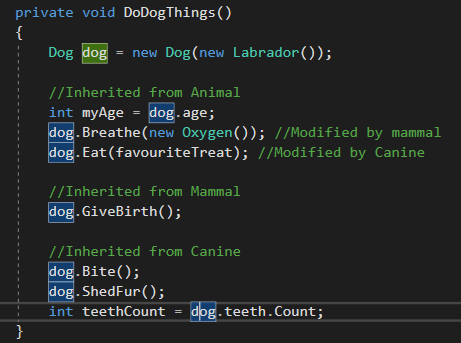 private void DoDogThings()
{
Dog dog = new Dog(new Labrador());
//Inherited from Animal
int myAge = dog.age;
dog.Breathe(new Oxygen()); //Modified by mammal
dog.Eat(favouriteTreat); //Modified by Canine
//Inherited from Mammal
dog.GiveBirth();
//Inherited from Canine
dog.Bite();
dog.ShedFur();
int teethCount = dog.teeth.Count;
}